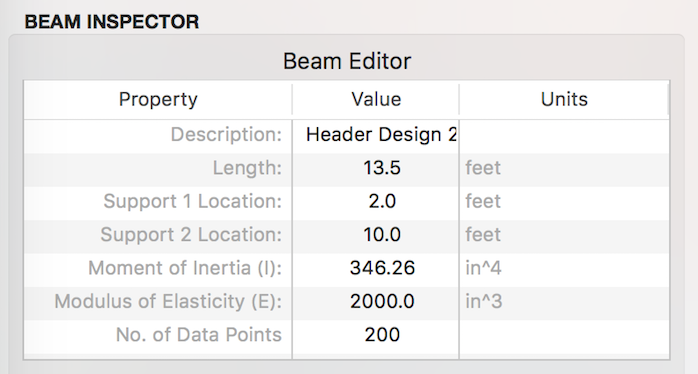 BEAM INSPECTOR
Beam Editor
Property Value Units
Description: Header Design 2
Length: 13.5 feet
Support 1 Location: 2.0 feet
Support 2 Location: 10.0 feet
Moment of Inertia (I): 346.26 in^4
Modulus of Elasticity (E): 2000.0 in^3
No. of Data Points 200